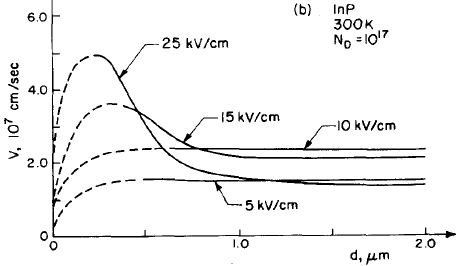 (b) InP
300K
N_D = 10^17
6.0
25 kV/cm
4.0
15 kV/cm
10 kV/cm
2.0
5 kV/cm
0
V, 10^7 cm/sec
0
1.0
2.0
d, μm